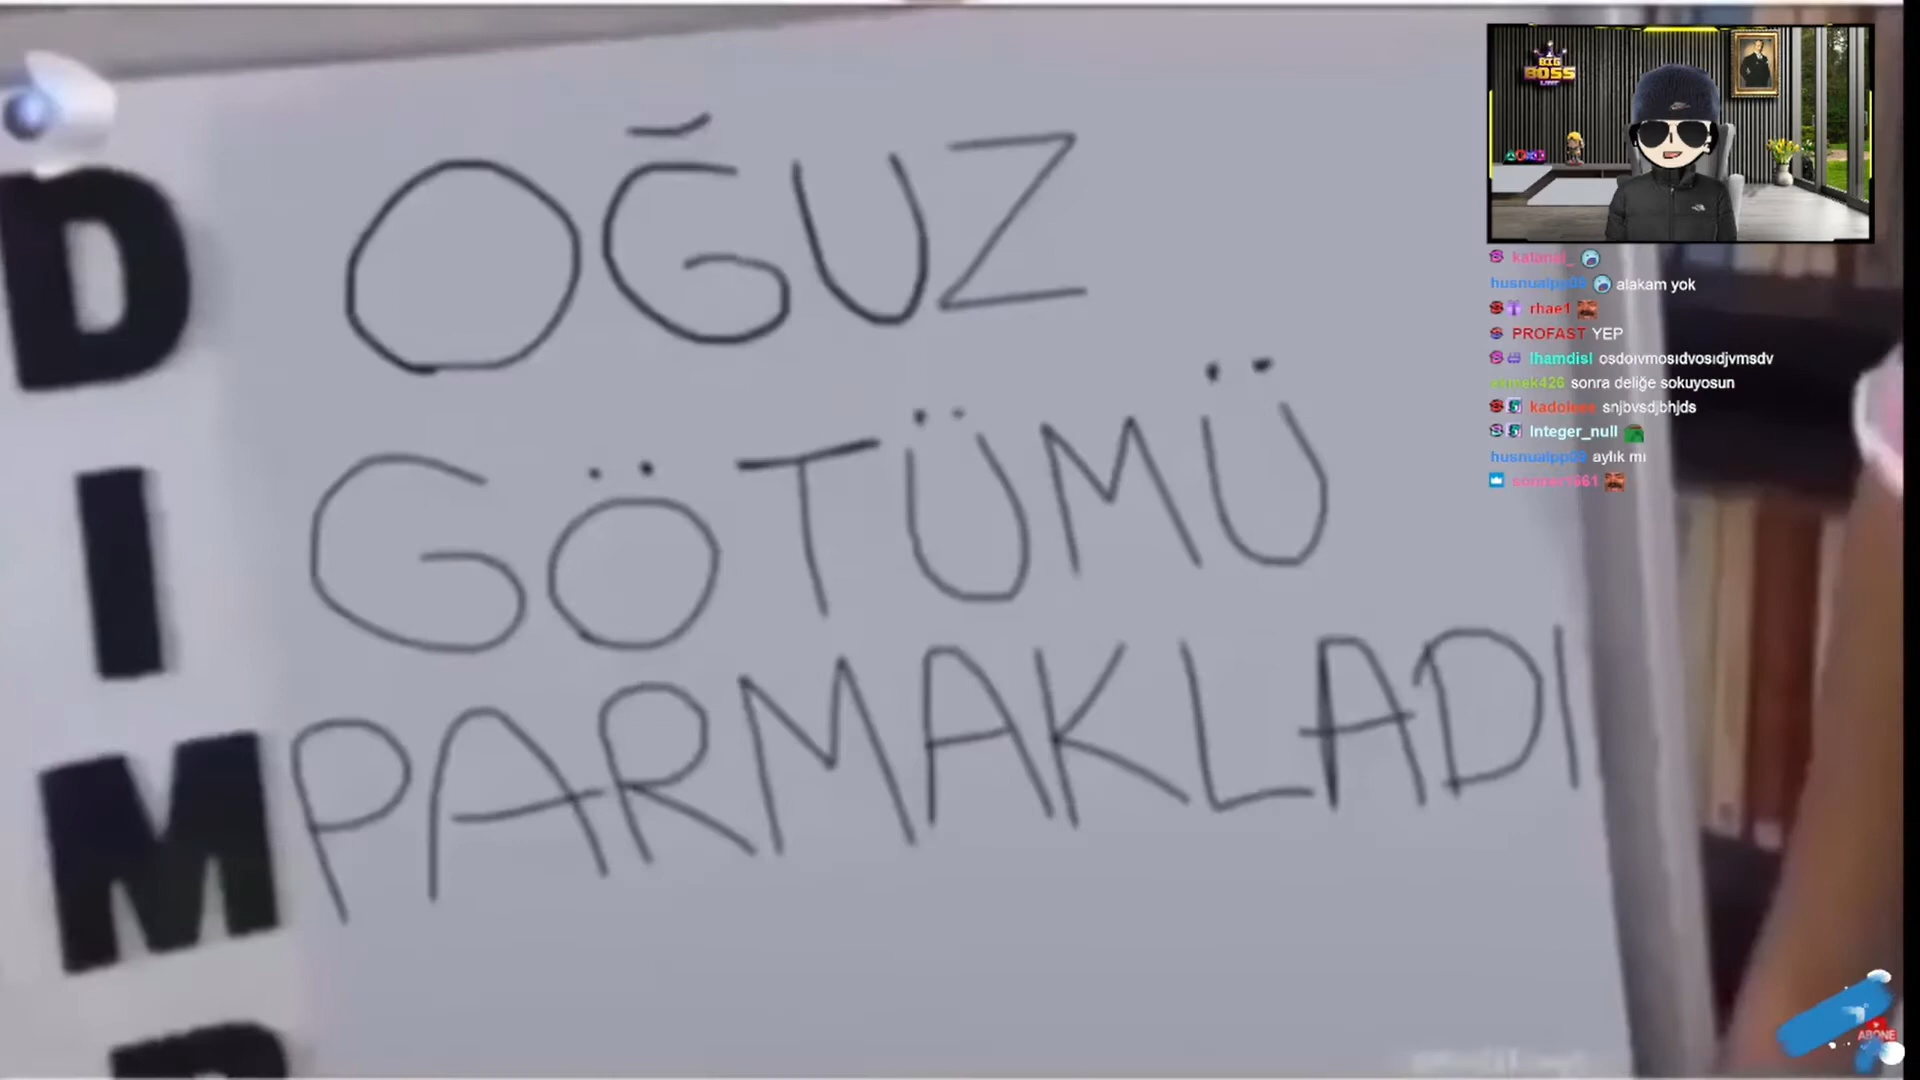 D
I
M
OĞUZ
GÖTÜMÜ
PARMAKLADI
BIG
BOSS
alakam yok
rhae1
PROFAST YEP
lhamdisl osdoıvmosıdvosıdjvmsdv
sonra deliğe sokuyosun
snjbvsdjbhjds
Integer_null
aylık mı
ABONE